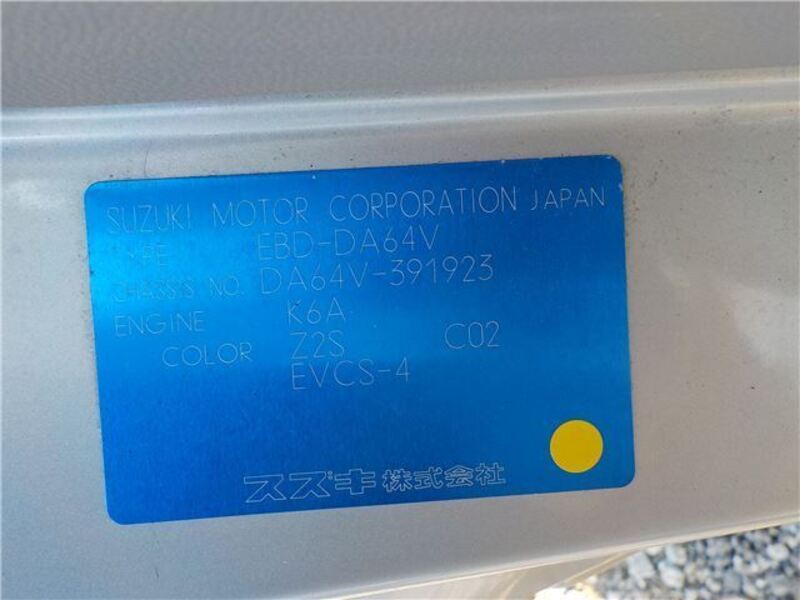 SUZUKI MOTOR CORPORATION JAPAN
TYPE EBD-DA64V
CHASSIS NO. DA64V-391923
ENGINE K6A
COLOR Z2S C02
EVCS-4
スズキ株式会社